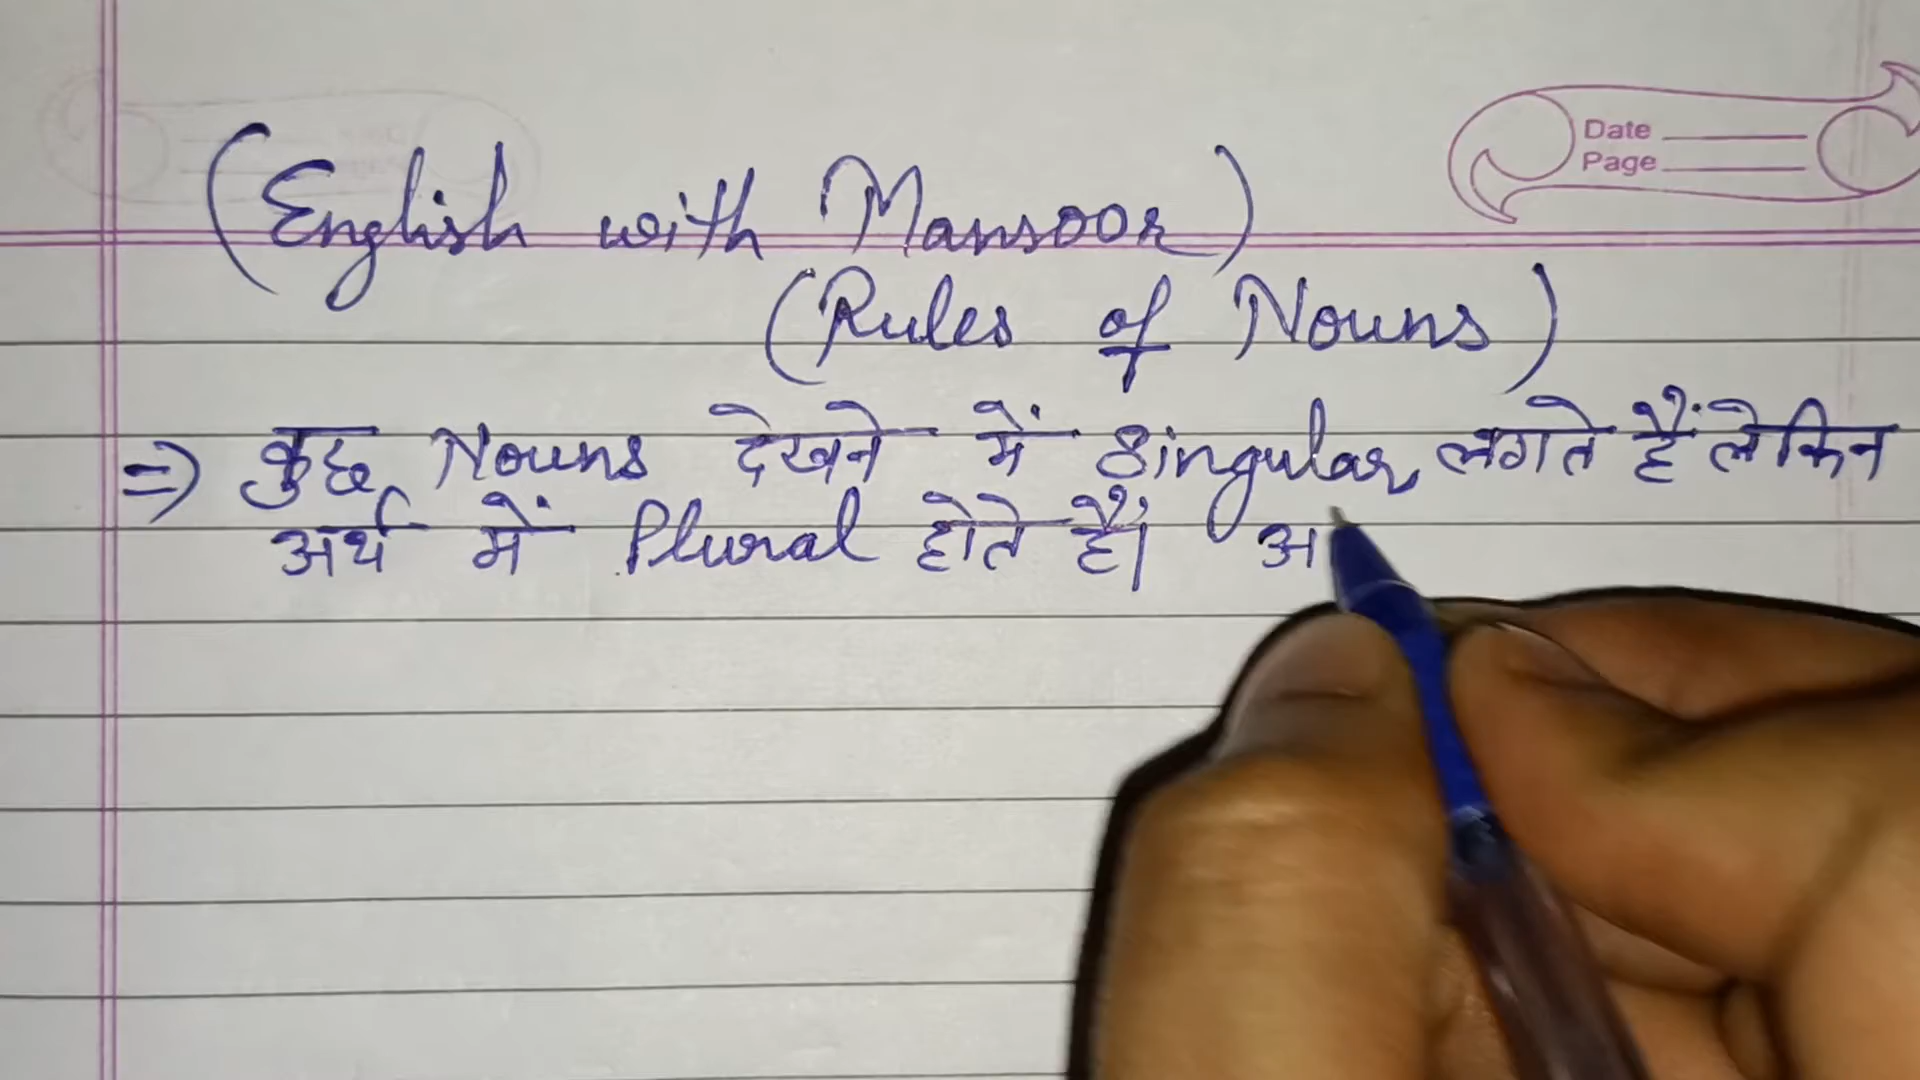 Date
Page
(English with Mansoor)
(Rules of Nouns)
⇒ कुछ Nouns देखने में Singular लगते हैं लेकिन
अर्थ में Plural होते हैं। अ